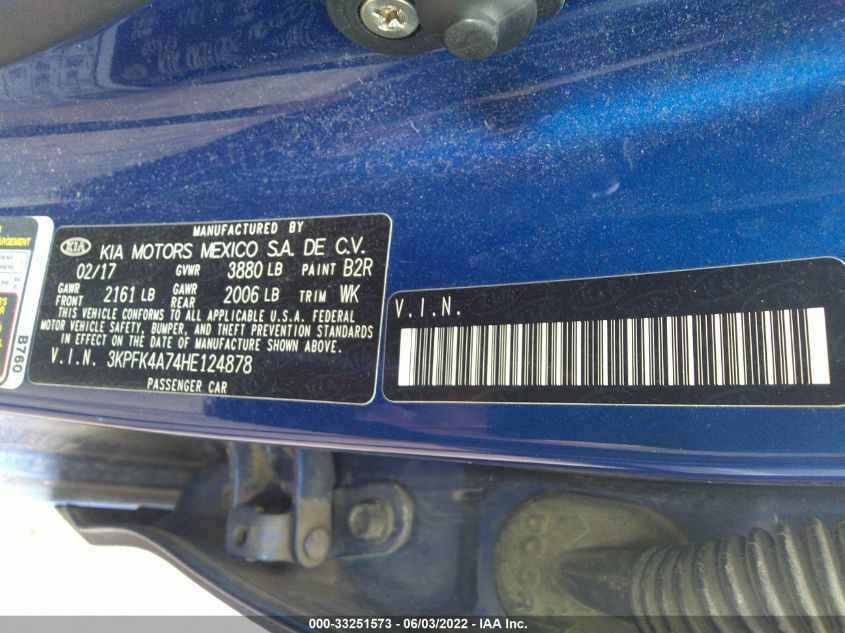 MANUFACTURED BY
KIA KIA MOTORS MEXICO S.A. DE C.V.
02/17 GVWR 3880 LB PAINT B2R
GAWR FRONT 2161 LB GAWR REAR 2006 LB TRIM WK
THIS VEHICLE CONFORMS TO ALL APPLICABLE U.S.A. FEDERAL
MOTOR VEHICLE SAFETY, BUMPER, AND THEFT PREVENTION STANDARDS
IN EFFECT ON THE DATE OF MANUFACTURE SHOWN ABOVE.
V.I.N. 3KPFK4A74HE124878
PASSENGER CAR
B760
V.I.N.
000-33251573 — 06/03/2022 — IAA Inc.